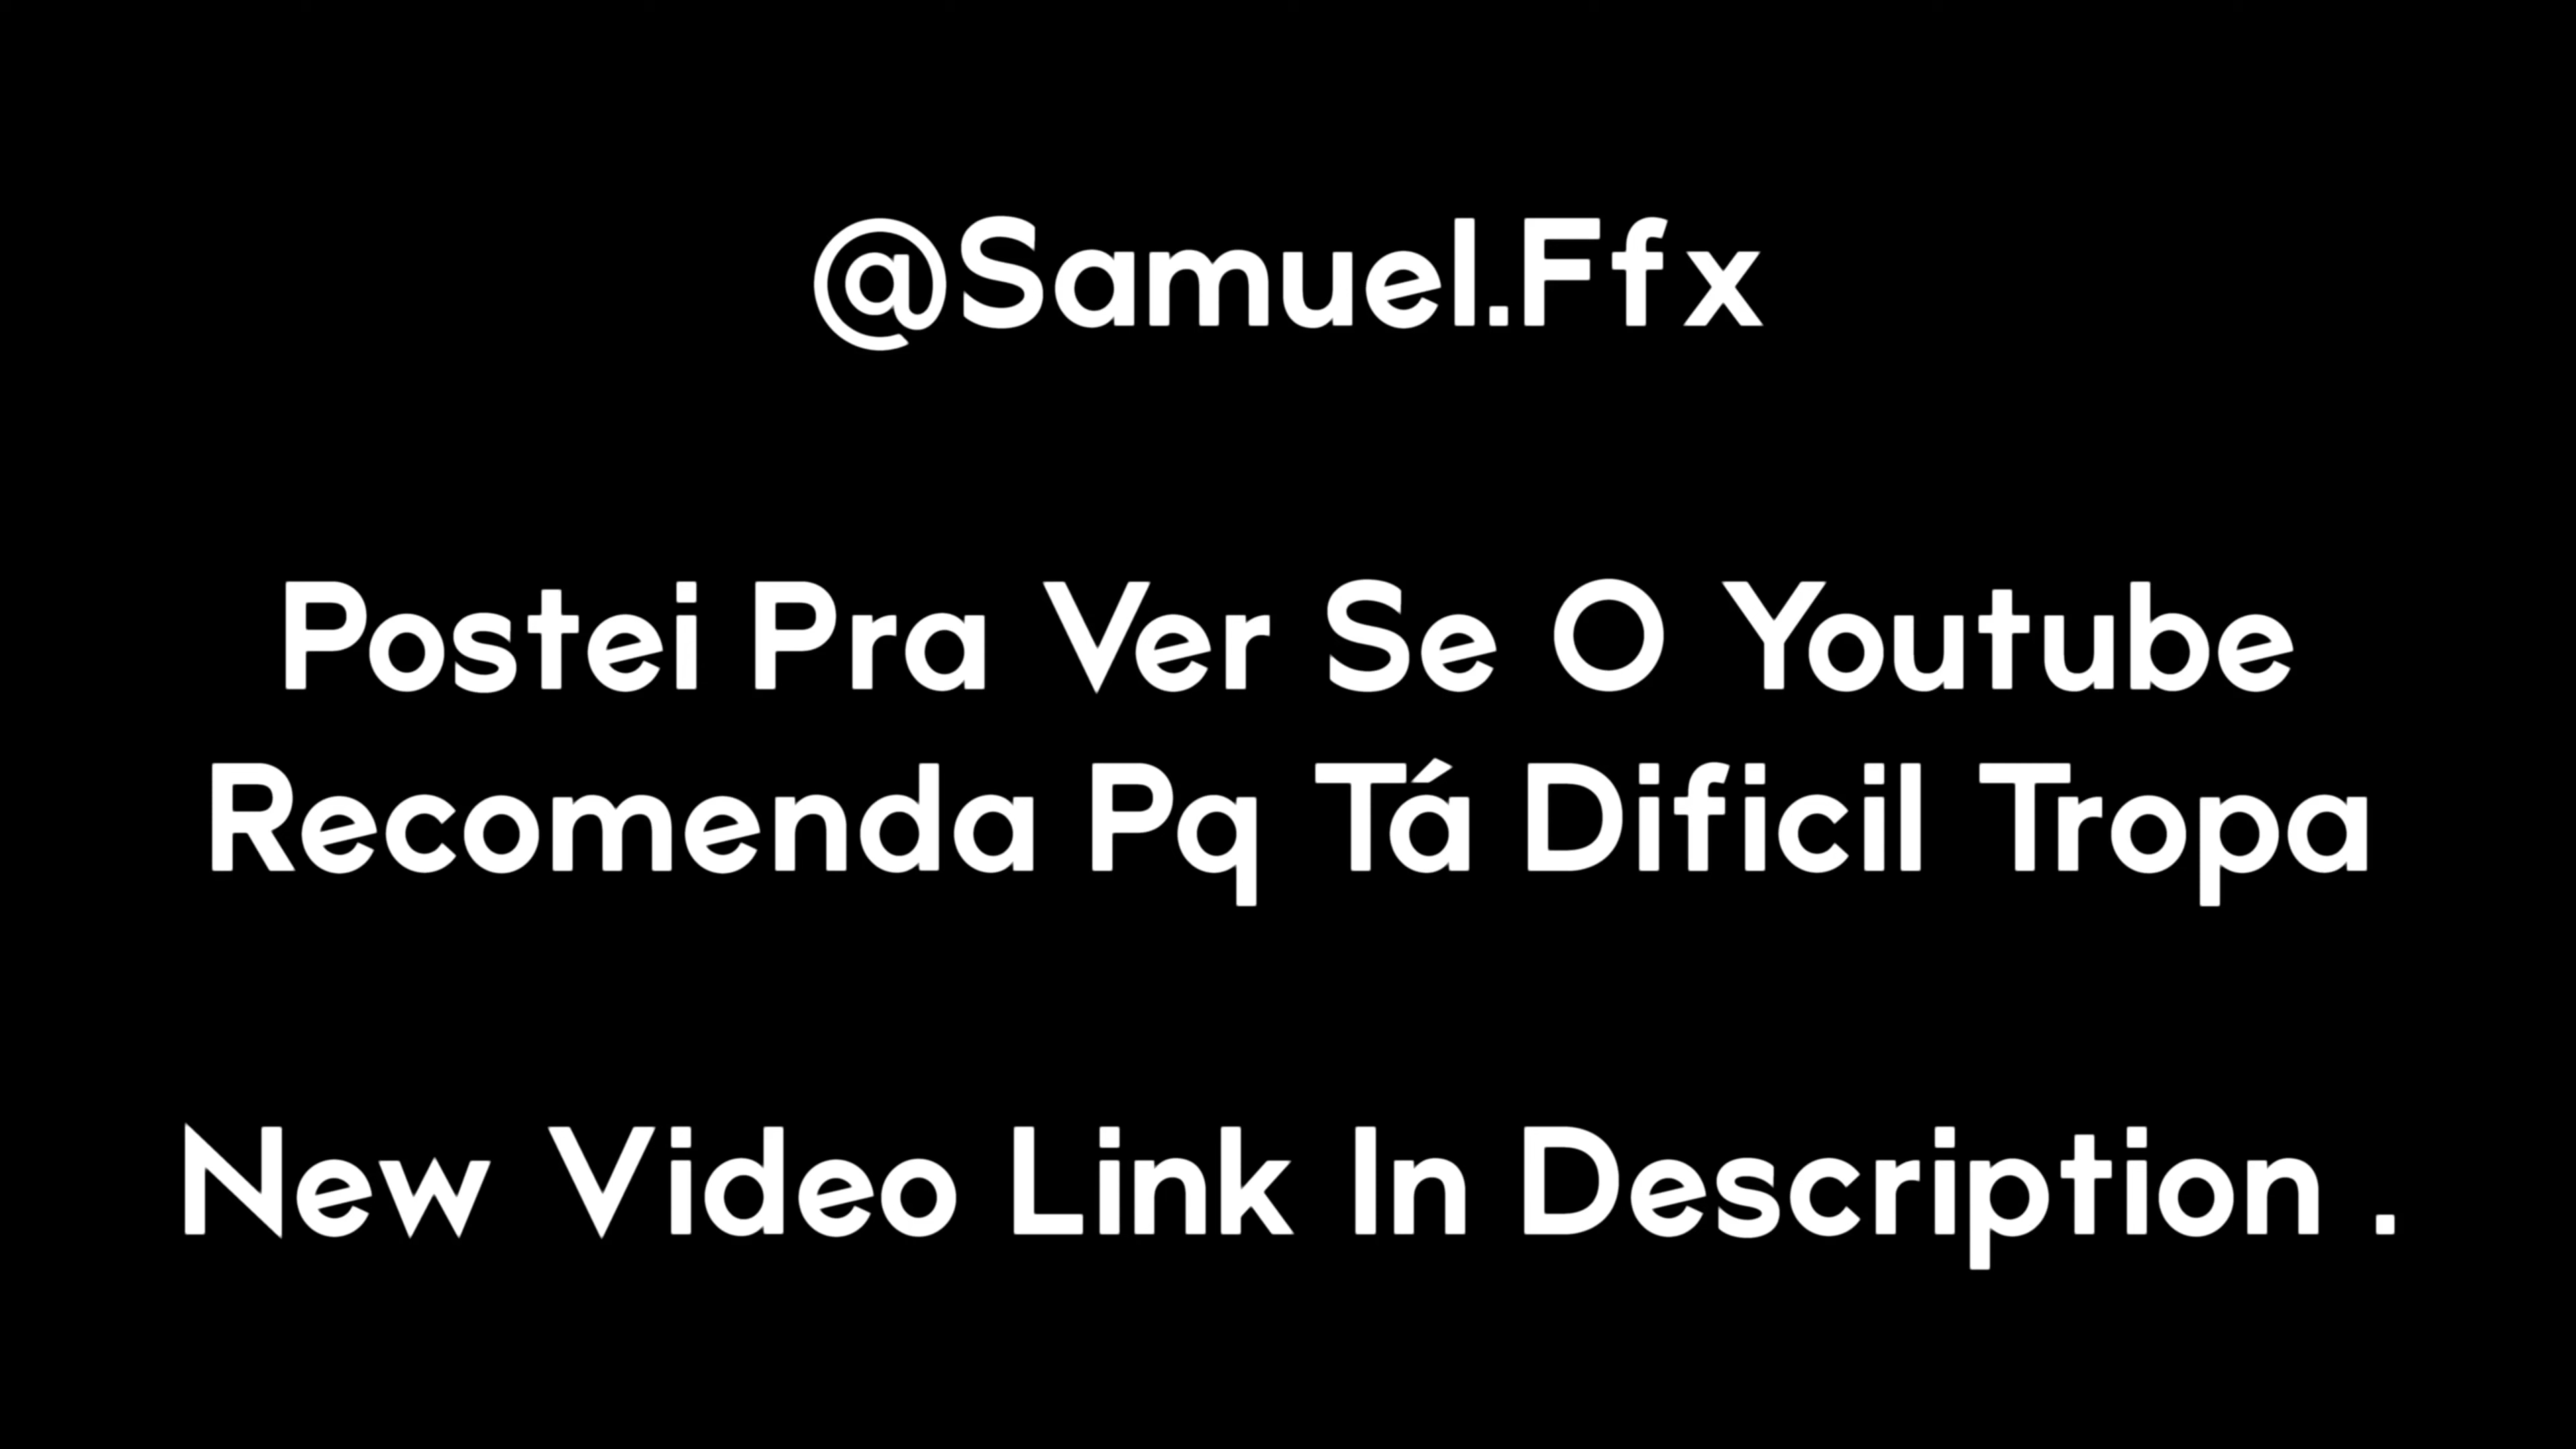 @Samuel.Ffx
Postei Pra Ver Se O Youtube
Recomenda Pq Tá Dificil Tropa
New Video Link In Description .